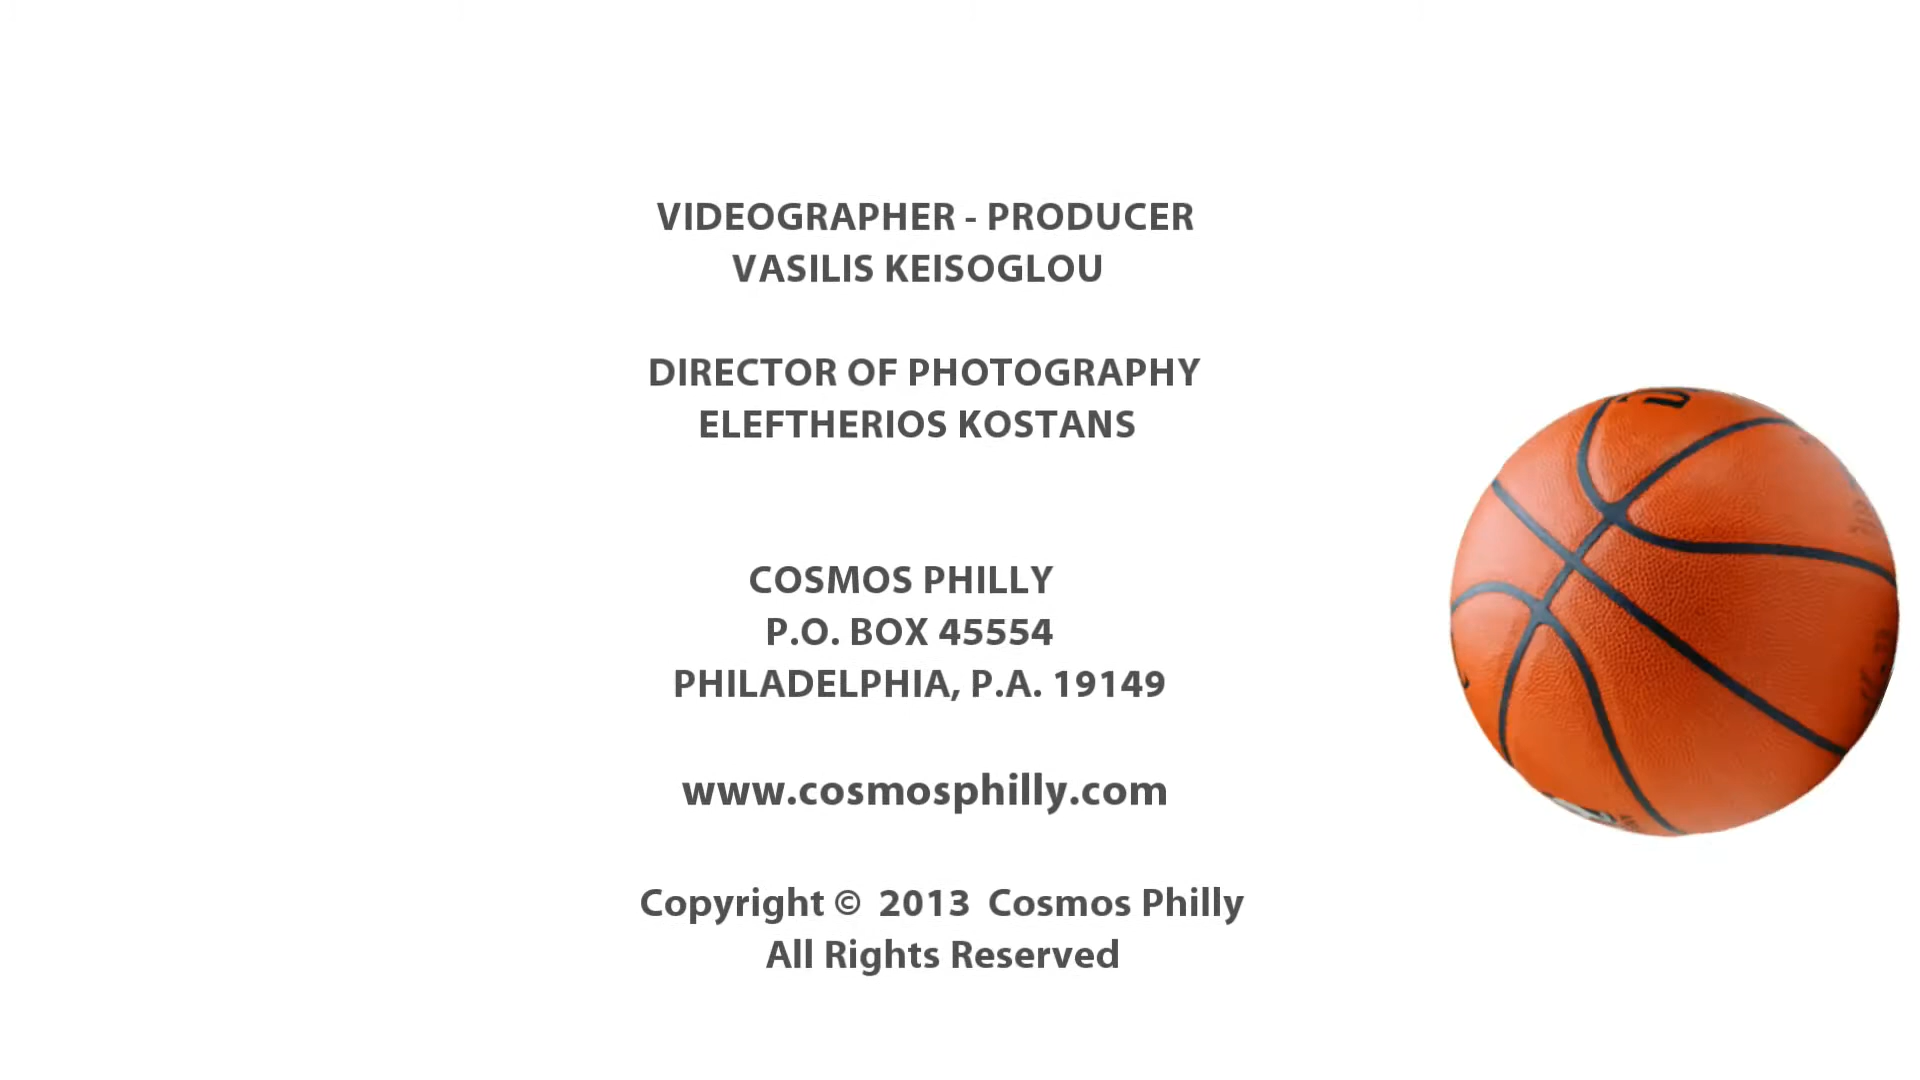 VIDEOGRAPHER - PRODUCER
VASILIS KEISOGLOU
DIRECTOR OF PHOTOGRAPHY
ELEFTHERIOS KOSTANS
COSMOS PHILLY
P.O. BOX 45554
PHILADELPHIA, P.A. 19149
www.cosmosphilly.com
Copyright © 2013 Cosmos Philly
All Rights Reserved